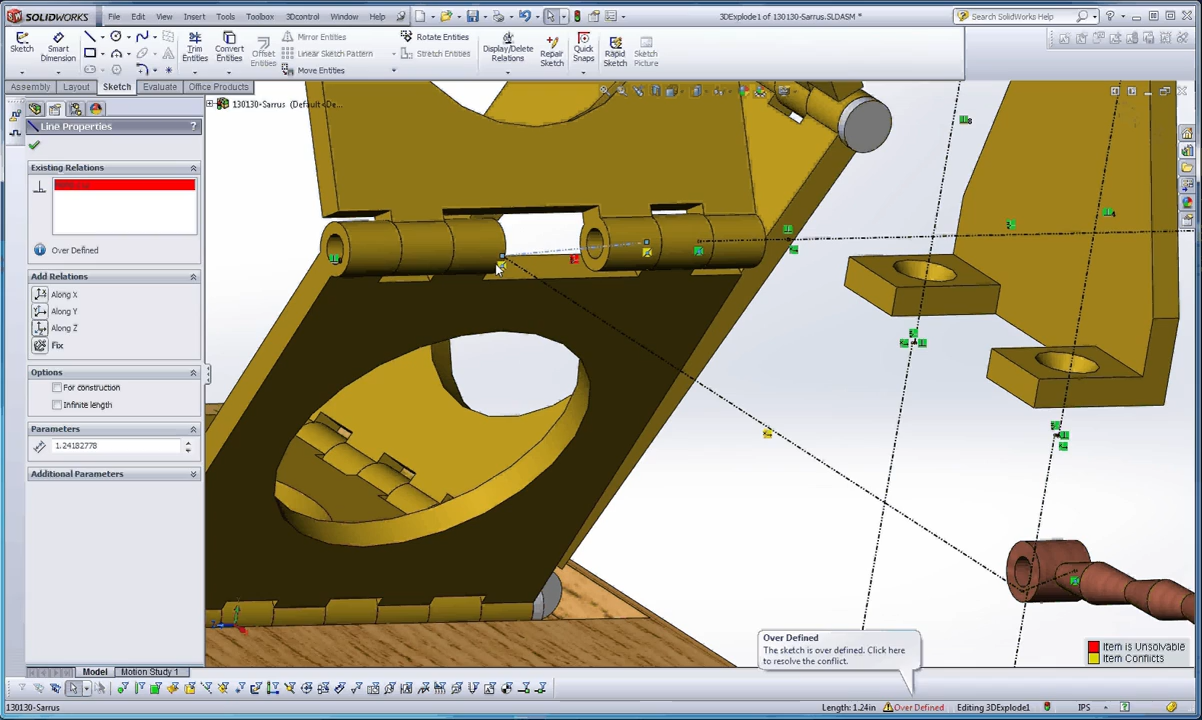 SOLIDWORKS File Edit View Insert Tools Toolbox 3Dcontrol Window PhotoView 360 Help 3DExplode1 of 130130-Sarrus.SLDASM Search SolidWorks Help
Sketch Smart Dimension Trim Entities Convert Entities Offset Entities Mirror Entities Linear Sketch Pattern Move Entities Rotate Entities Stretch Entities Display/Delete Relations Repair Sketch Quick Snaps Rapid Sketch Sketch Picture
Assembly Layout Sketch Evaluate Office Products
130130-Sarrus (Default<De...
Line Properties ?
Existing Relations
Over Defined
Add Relations
Along X
Along Y
Along Z
Fix
Options
For construction
Infinite length
Parameters
1.24182778
Additional Parameters
Over Defined
The sketch is over defined. Click here
to resolve the conflict.
Item is Unsolvable
Item Conflicts
Model Motion Study 1
130130-Sarrus Length: 1.24in Over Defined Editing 3DExplode1 IPS